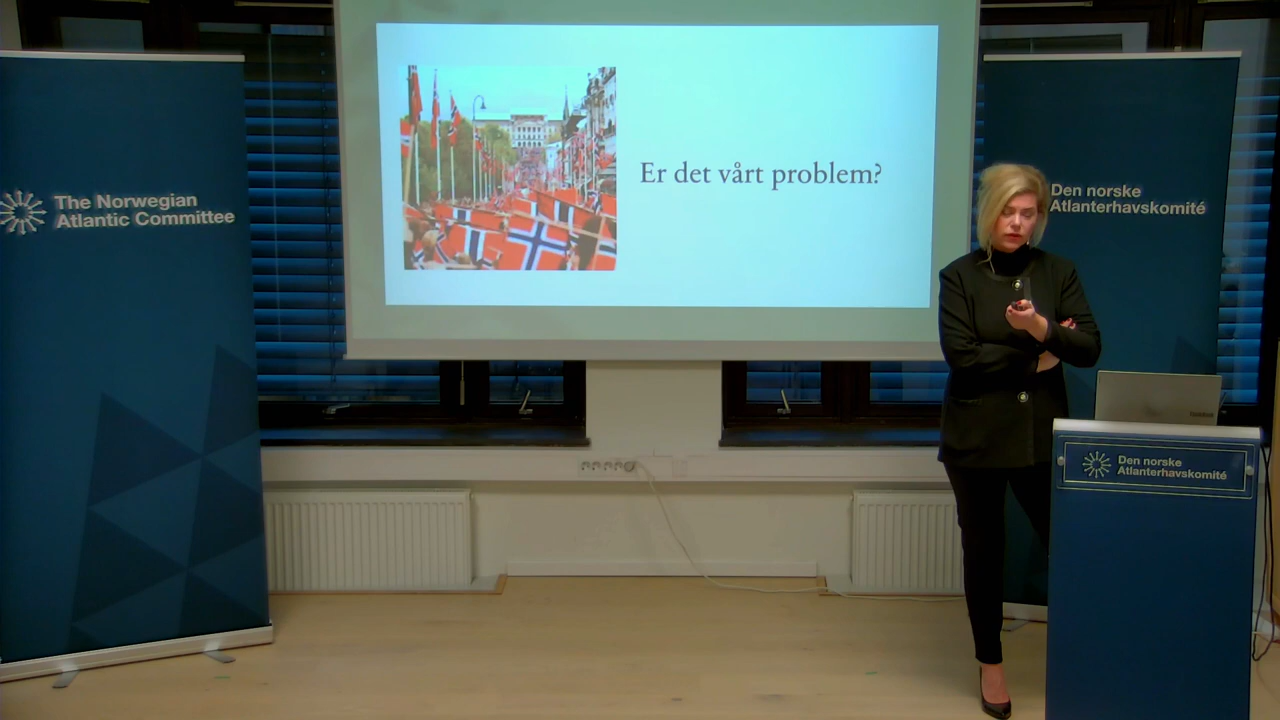 The Norwegian
Atlantic Committee
Er det vårt problem?
Den norske
Atlanterhavskomité
Den norske
Atlanterhavskomité